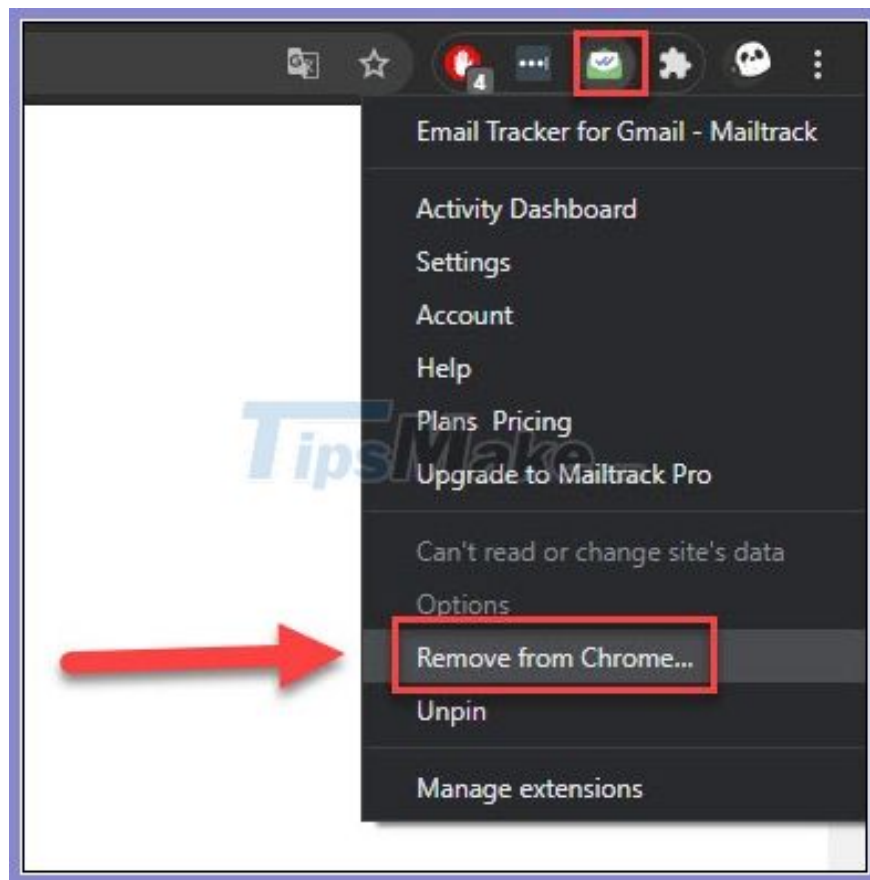 4
Email Tracker for Gmail - Mailtrack
Activity Dashboard
Settings
Account
Help
Plans Pricing
TipsMake
Upgrade to Mailtrack Pro
Can't read or change site's data
Options
Remove from Chrome...
Unpin
Manage extensions